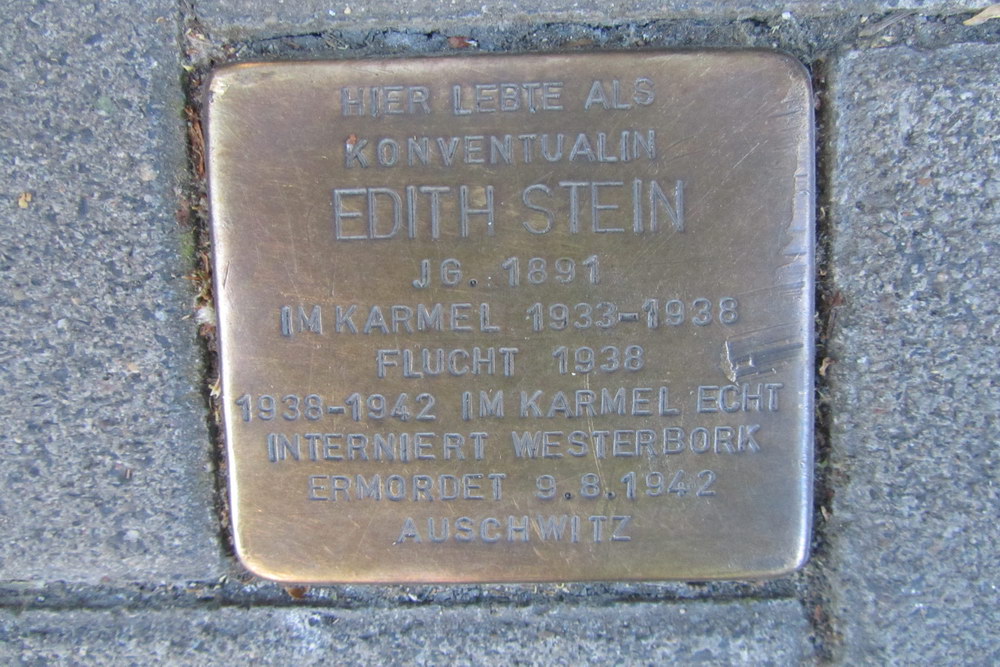 HIER LEBTE ALS
KONVENTUALIN
EDITH STEIN
JG. 1891
IM KARMEL 1933-1938
FLUCHT 1938
1938-1942 IM KARMEL ECHT
INTERNIERT WESTERBORK
ERMORDET 9.8.1942
AUSCHWITZ